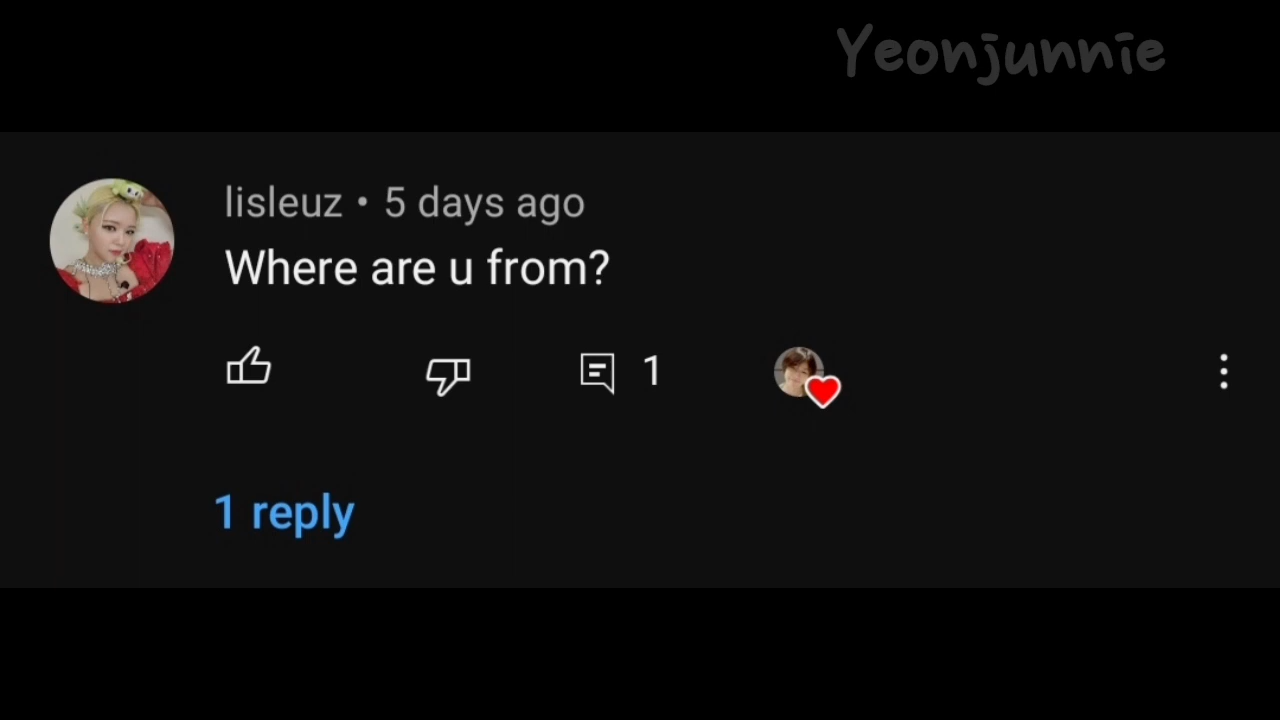 Yeonjunnie
lisleuz • 5 days ago
Where are u from?
1
1 reply